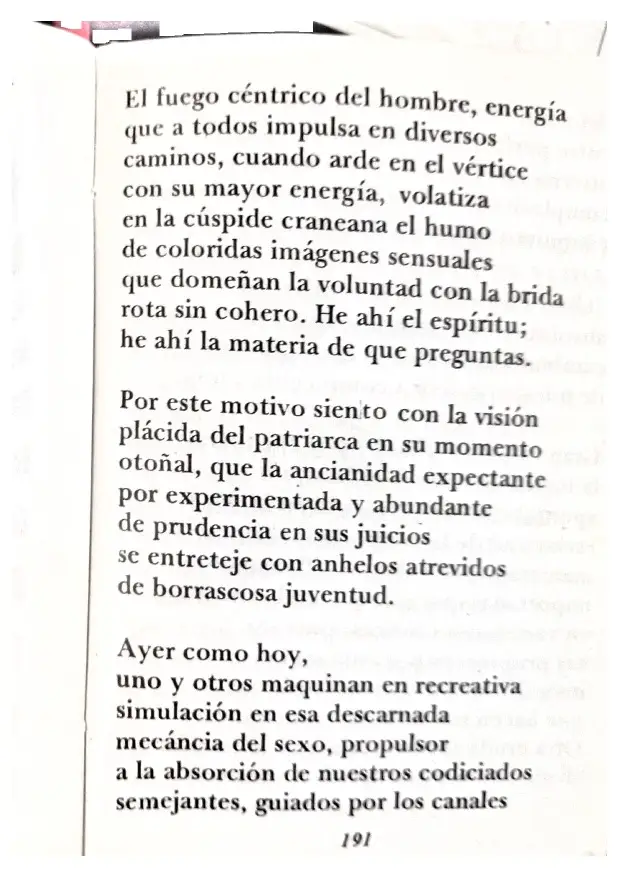 El fuego céntrico del hombre, energía
que a todos impulsa en diversos
caminos, cuando arde en el vértice
con su mayor energía, volatiza
en la cúspide craneana el humo
de coloridas imágenes sensuales
que domeñan la voluntad con la brida
rota sin cohero. He ahí el espíritu;
he ahí la materia de que preguntas.
Por este motivo siento con la visión
plácida del patriarca en su momento
otoñal, que la ancianidad expectante
por experimentada y abundante
de prudencia en sus juicios
se entreteje con anhelos atrevidos
de borrascosa juventud.
Ayer como hoy,
uno y otros maquinan en recreativa
simulación en esa descarnada
mecáncia del sexo, propulsor
a la absorción de nuestros codiciados
semejantes, guiados por los canales
191